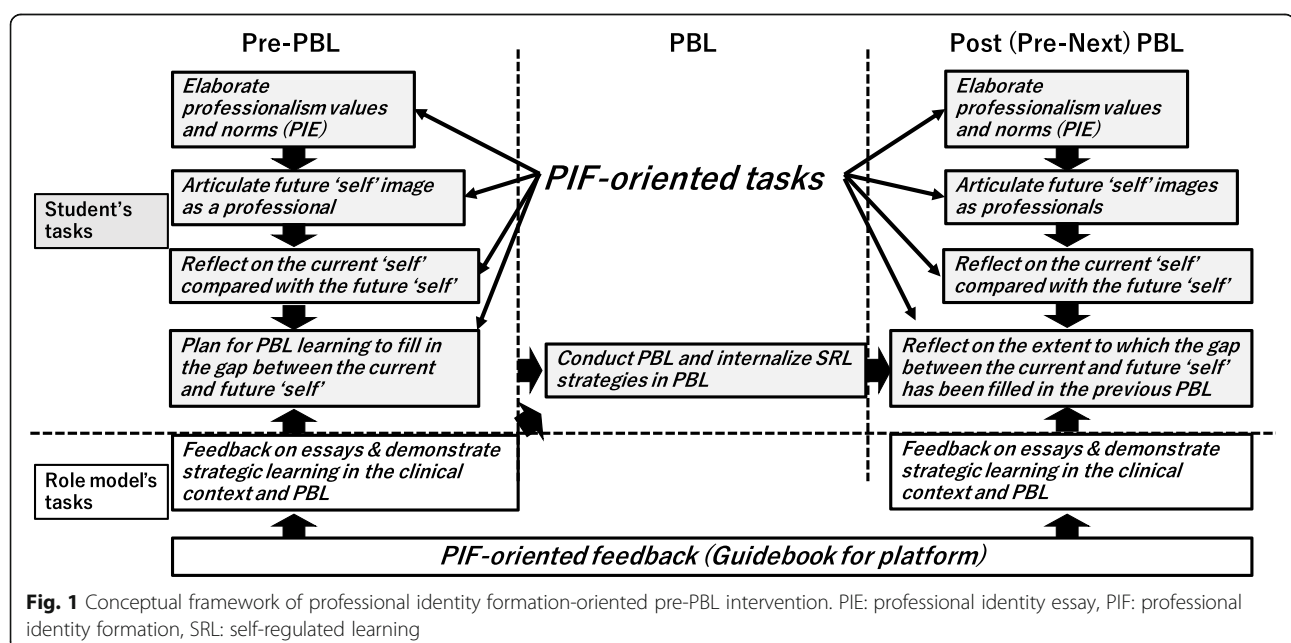 Pre-PBL
PBL
Post (Pre-Next) PBL
Elaborate
professionalism values
and norms (PIE)
Articulate future ‘self’ image
as a professional
Reflect on the current ‘self’
compared with the future ‘self’
Plan for PBL learning to fill in
the gap between the current
and future ‘self’
Student’s
tasks
PIF-oriented tasks
Conduct PBL and internalize SRL
strategies in PBL
Elaborate
professionalism values
and norms (PIE)
Articulate future ‘self’ images
as professionals
Reflect on the current ‘self’
compared with the future ‘self’
Reflect on the extent to which the gap
between the current and future ‘self’
has been filled in the previous PBL
Role model’s
tasks
Feedback on essays & demonstrate
strategic learning in the clinical
context and PBL
Feedback on essays & demonstrate
strategic learning in the clinical
context and PBL
PIF-oriented feedback (Guidebook for platform)
Fig. 1 Conceptual framework of professional identity formation-oriented pre-PBL intervention. PIE: professional identity essay, PIF: professional
identity formation, SRL: self-regulated learning